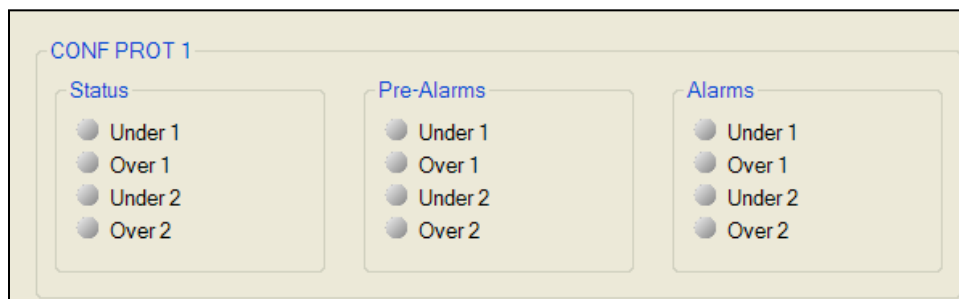 CONF PROT 1
Status
Under 1
Over 1
Under 2
Over 2
Pre-Alarms
Under 1
Over 1
Under 2
Over 2
Alarms
Under 1
Over 1
Under 2
Over 2